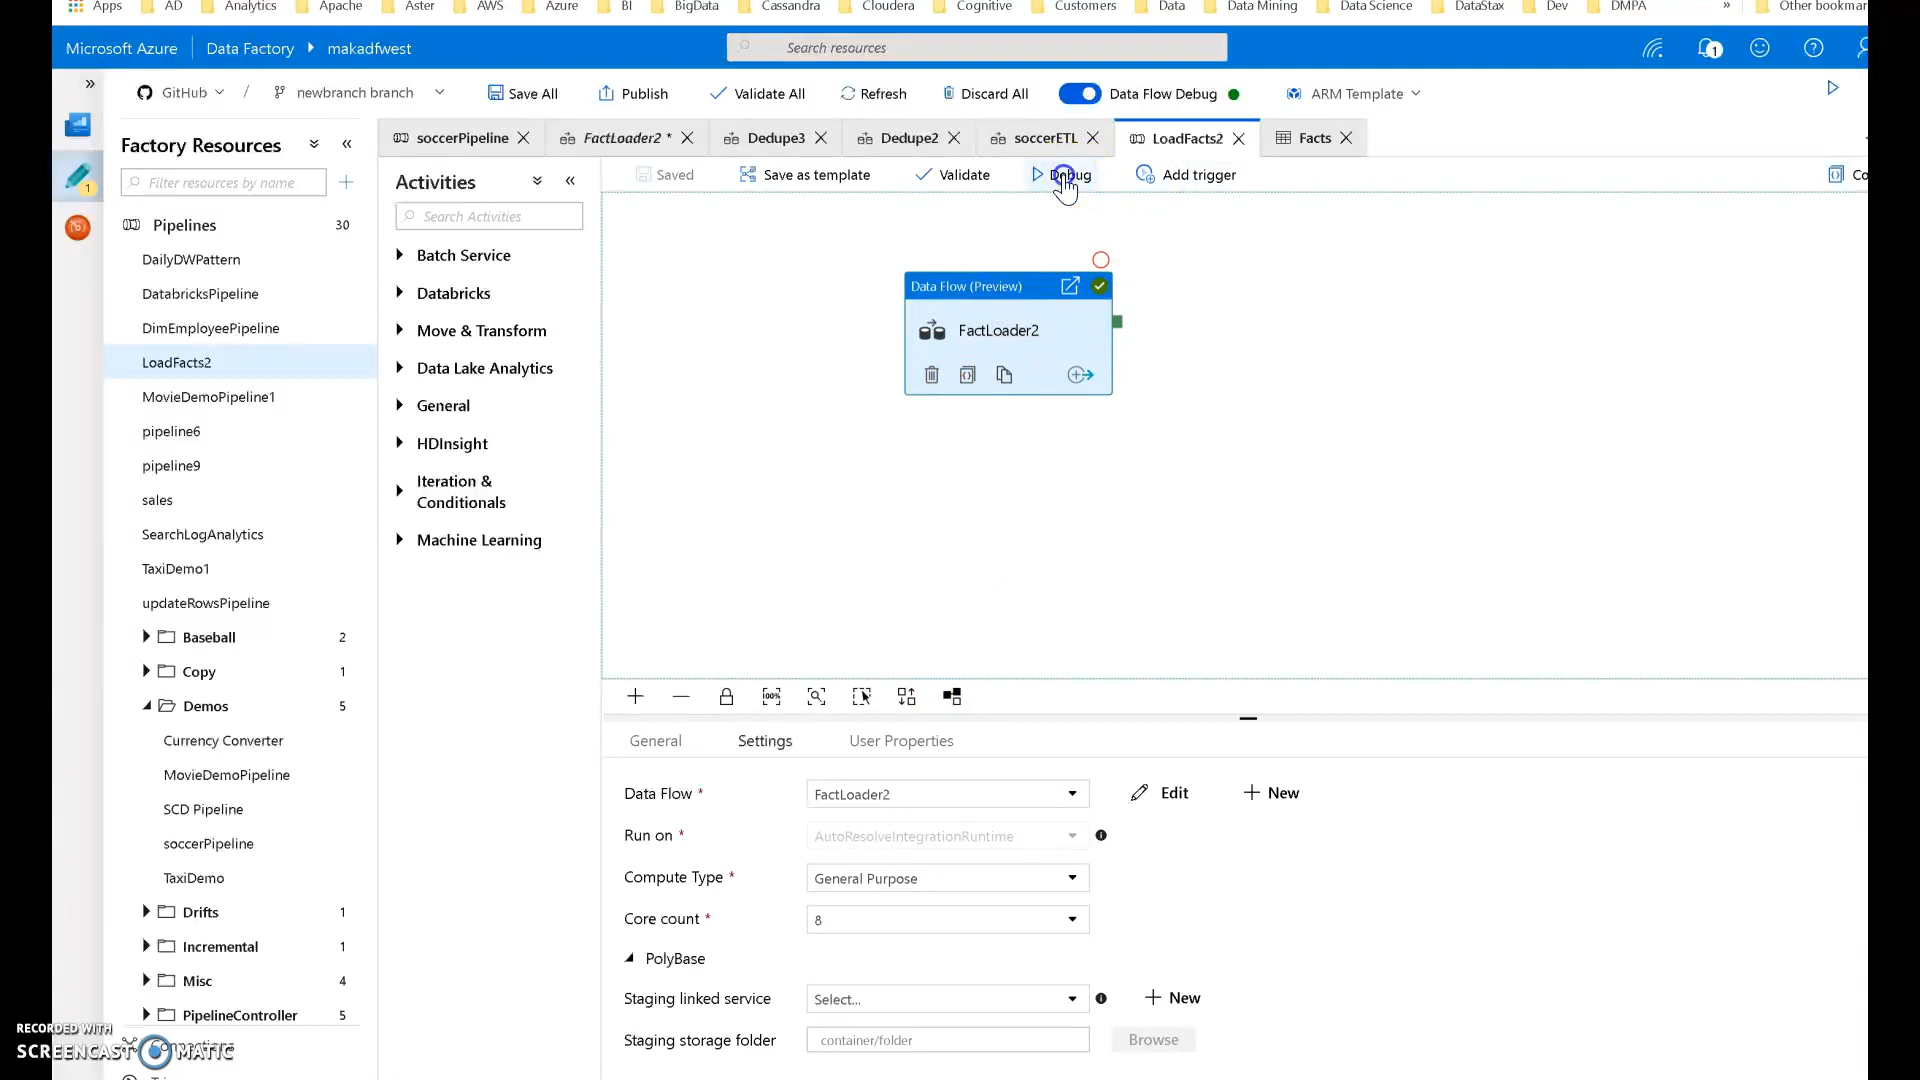 Apps AD Analytics Apache Aster AWS Azure BI BigData Cassandra Cloudera Cognitive Customers Data Data Mining Data Science DataStax Dev DMPA » Other bookmar
Microsoft Azure Data Factory makadfwest Search resources 1
GitHub / newbranch branch Save All Publish Validate All Refresh Discard All Data Flow Debug ARM Template
soccerPipeline FactLoader2 * Dedupe3 Dedupe2 soccerETL LoadFacts2 Facts
Factory Resources
Filter resources by name
1
Pipelines 30
DailyDWPattern
DatabricksPipeline
DimEmployeePipeline
LoadFacts2
MovieDemoPipeline1
pipeline6
pipeline9
sales
SearchLogAnalytics
TaxiDemo1
updateRowsPipeline
Baseball 2
Copy 1
Demos 5
Currency Converter
MovieDemoPipeline
SCD Pipeline
soccerPipeline
TaxiDemo
Drifts 1
Incremental 1
Misc 4
PipelineController 5
Connections
Activities
Search Activities
Batch Service
Databricks
Move & Transform
Data Lake Analytics
General
HDInsight
Iteration &
Conditionals
Machine Learning
Saved Save as template Validate Debug Add trigger Co
Data Flow (Preview)
FactLoader2
100%
General Settings User Properties
Data Flow * FactLoader2 Edit New
Run on * AutoResolveIntegrationRuntime
Compute Type * General Purpose
Core count * 8
PolyBase
Staging linked service Select... New
Staging storage folder container/folder Browse
RECORDED WITH
SCREENCAST MATIC